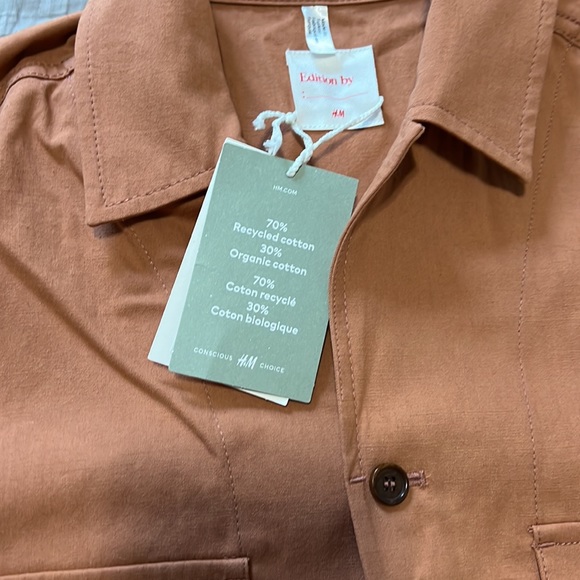 Edition by
H&M
HM.COM
70%
Recycled cotton
30%
Organic cotton
70%
Coton recyclé
30%
Coton biologique
CONSCIOUS H&M CHOICE